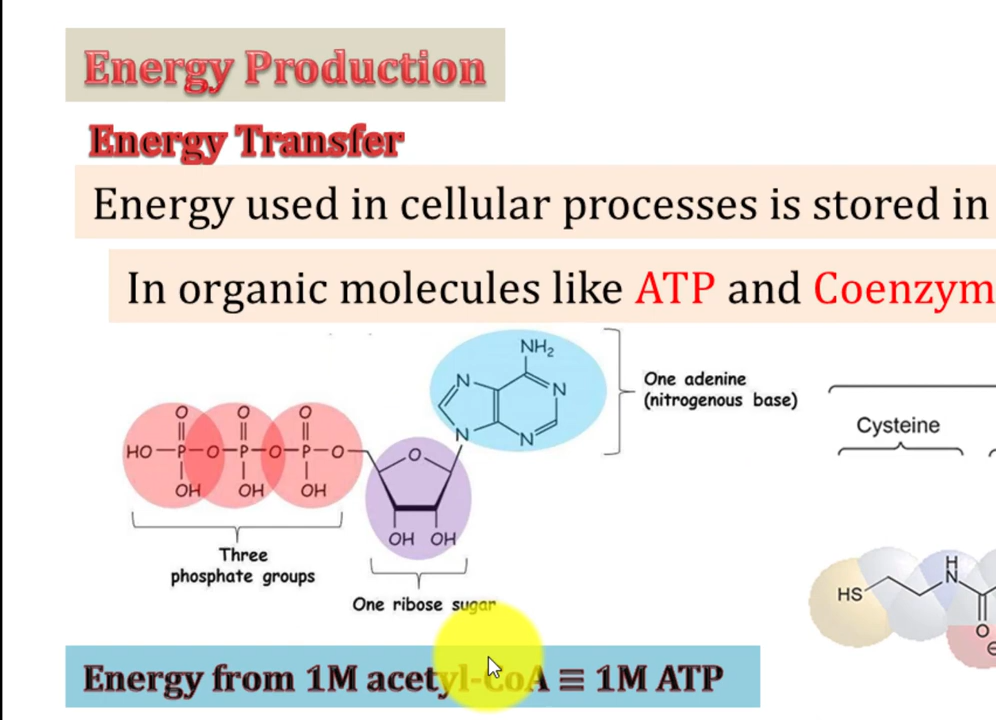 Energy Production
Energy Transfer
Energy used in cellular processes is stored in
In organic molecules like ATP and Coenzym
NH₂
N
N
N
N
One adenine
(nitrogenous base)
Cysteine
O O O
HO P O P O P O
OH OH OH
O
OH OH
Three
phosphate groups
One ribose sugar
HS
H
N
O
Energy from 1M acetyl-CoA ≡ 1M ATP